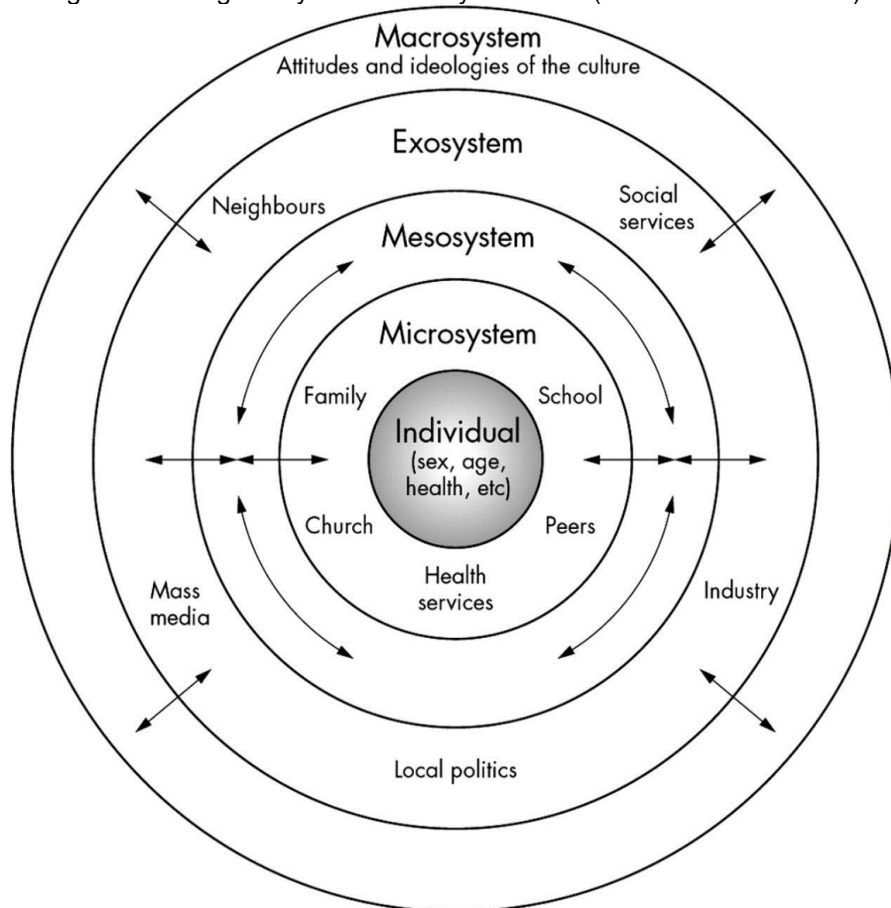 Macrosystem
Attitudes and ideologies of the culture
Exosystem
Neighbours
Social
services
Mesosystem
Microsystem
Family
School
Individual
(sex, age,
health, etc)
Church
Peers
Health
services
Mass
media
Industry
Local politics